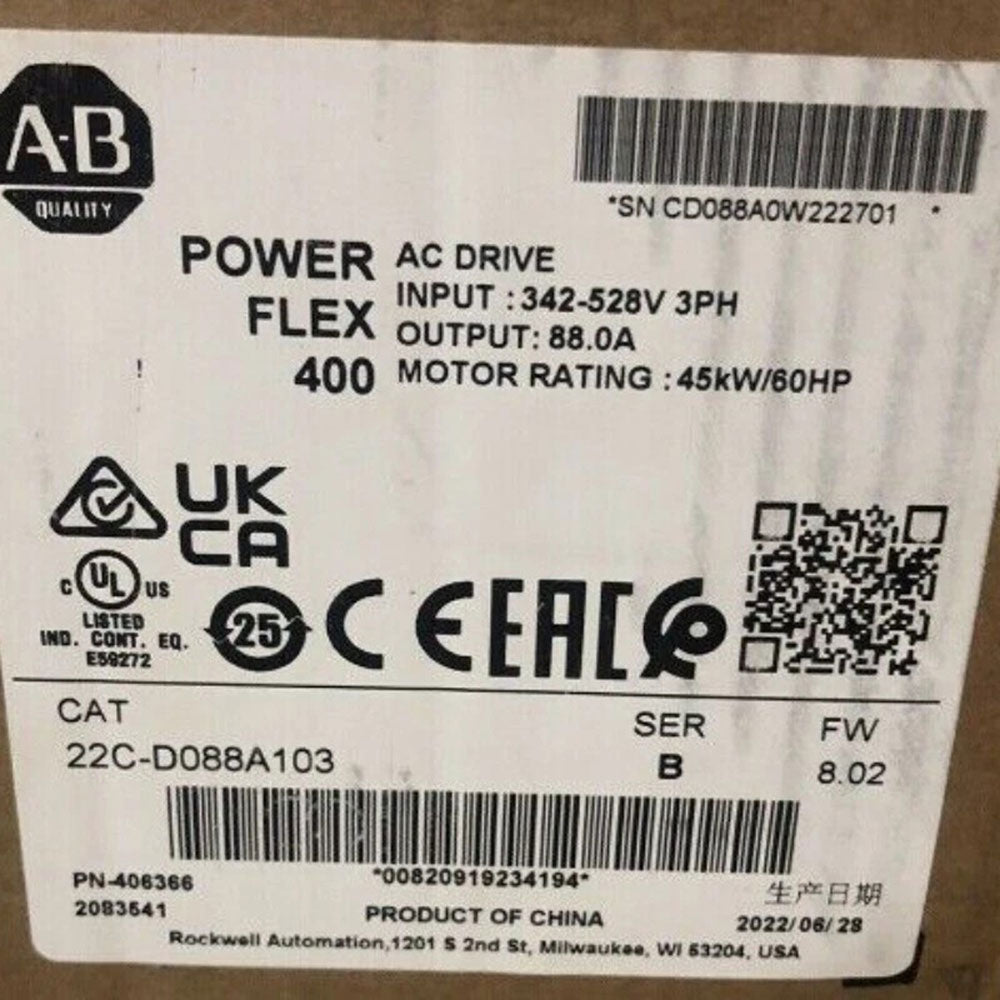 A-B
QUALITY
*SN CD088A0W222701 *
POWER FLEX 400
AC DRIVE
INPUT : 342-528V 3PH
OUTPUT: 88.0A
MOTOR RATING : 45kW/60HP
UK
CA
C UL US
LISTED
IND. CONT. EQ.
E59272
25
CE EAC
CAT
22C-D088A103
SER
B
FW
8.02
*00820919234194*
PN-406366
2083541
PRODUCT OF CHINA
生产日期
2022/06/28
Rockwell Automation,1201 S 2nd St, Milwaukee, WI 53204, USA